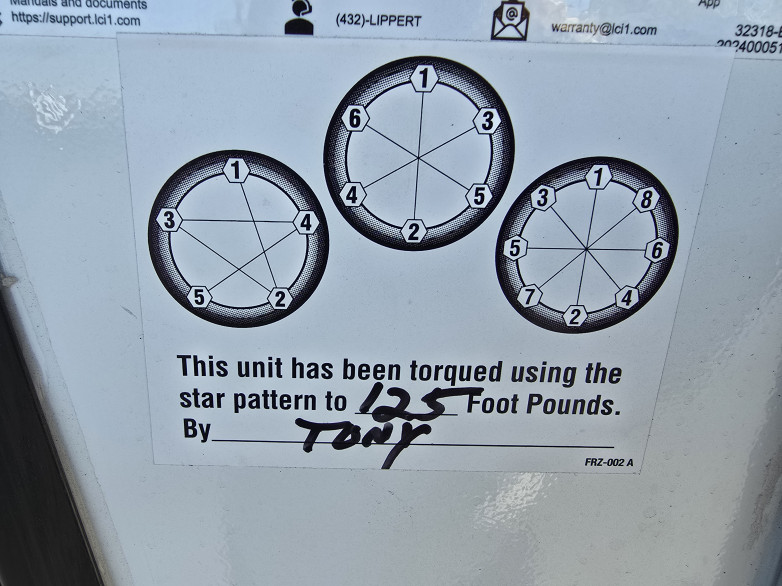 Manuals and documents
https://support.lci1.com
(432)-LIPPERT
warranty@lci1.com
App
32318-
1
6
3
4
5
2
1
3
4
5
2
1
3
8
5
6
7
4
2
This unit has been torqued using the
star pattern to 125 Foot Pounds.
By TONY
FRZ-002 A